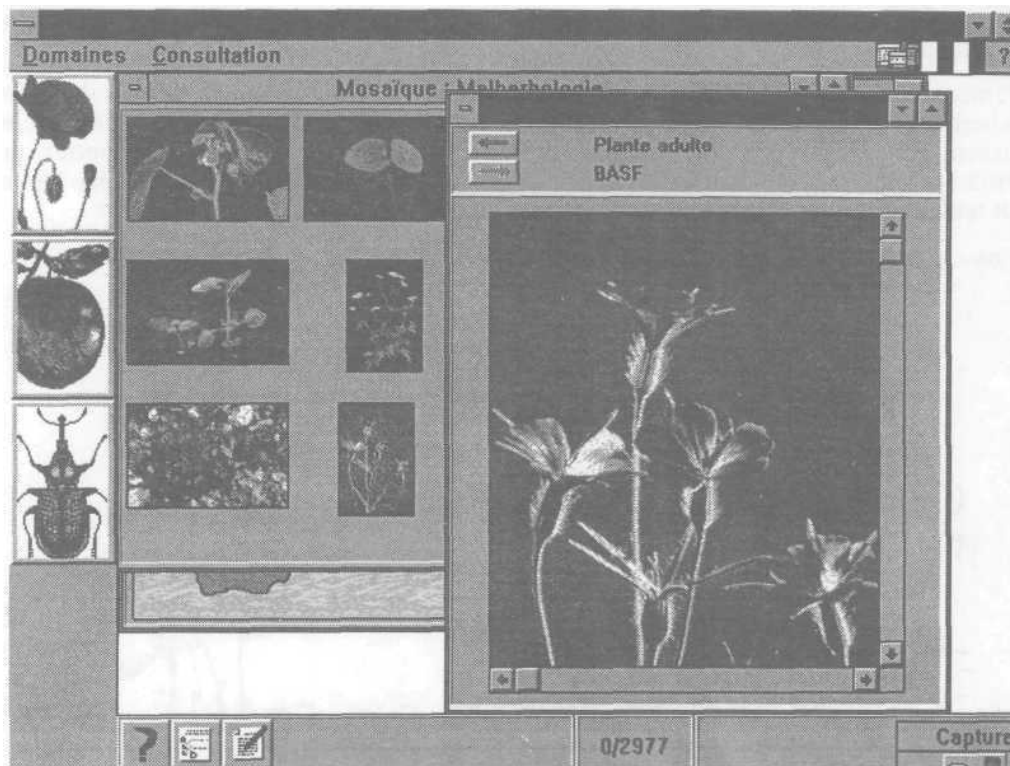 Domaines Consultation
?
Mosaïque : Malherbologie
Plante adulte
BASF
?
0/2977
Capture